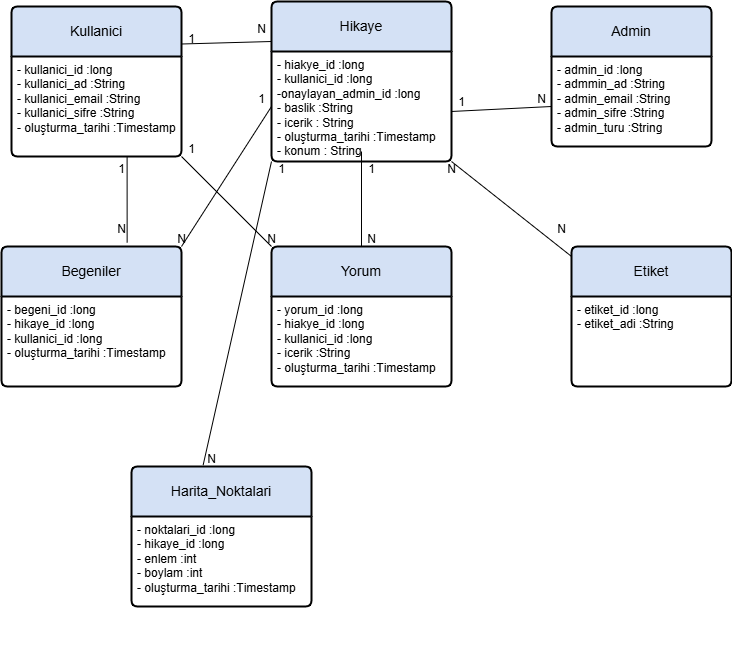 Kullanici
- kullanici_id :long
- kullanici_ad :String
- kullanici_email :String
- kullanici_sifre :String
- oluşturma_tarihi :Timestamp
1
N
Hikaye
- hiakye_id :long
- kullanici_id :long
-onaylayan_admin_id :long
- baslik :String
- icerik : String
- oluşturma_tarihi :Timestamp
- konum : String
1
N
Admin
- admin_id :long
- admmin_ad :String
- admin_email :String
- admin_sifre :String
- admin_turu :String
1
1
1
1
1
N
N
N
N
N
N
Begeniler
- begeni_id :long
- hikaye_id :long
- kullanici_id :long
- oluşturma_tarihi :Timestamp
Yorum
- yorum_id :long
- hiakye_id :long
- kullanici_id :long
- icerik :String
- oluşturma_tarihi :Timestamp
Etiket
- etiket_id :long
- etiket_adi :String
N
Harita_Noktalari
- noktalari_id :long
- hikaye_id :long
- enlem :int
- boylam :int
- oluşturma_tarihi :Timestamp